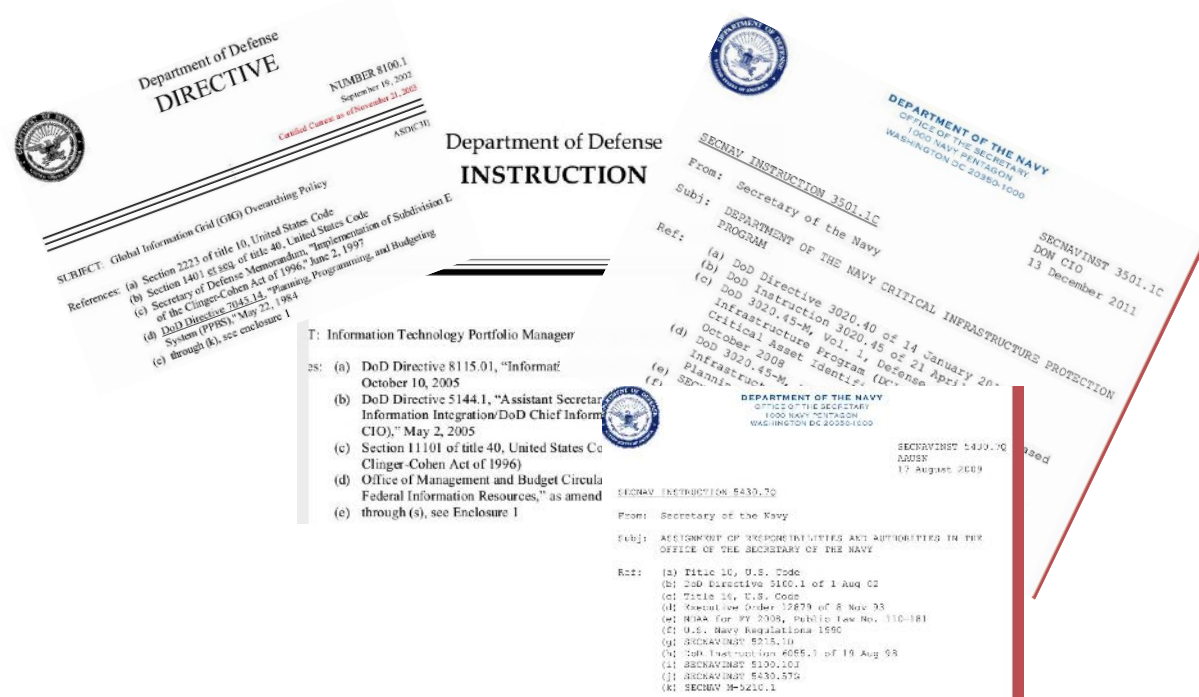 Department of Defense
DIRECTIVE
NUMBER 8100.1
September 19, 2002
Certified Current as of November 21, 2003
ASD(C3I)
SUBJECT: Global Information Grid (GIG) Overarching Policy
References: (a) Section 2223 of title 10, United States Code
(b) Section 1401 et seq. of title 40, United States Code
(c) Secretary of Defense Memorandum, "Implementation of Subdivision E
of the Clinger-Cohen Act of 1996," June 2, 1997
(d) DoD Directive 7045.14, "Planning, Programming, and Budgeting
System (PPBS)," May 22, 1984
(e) through (k), see enclosure 1
Department of Defense
INSTRUCTION
T: Information Technology Portfolio Managem
es: (a) DoD Directive 8115.01, “Informat
October 10, 2005
(b) DoD Directive 5144.1, “Assistant Secretar
Information Integration/DoD Chief Inform
CIO),” May 2, 2005
(c) Section 11101 of title 40, United States Co
Clinger-Cohen Act of 1996)
(d) Office of Management and Budget Circula
Federal Information Resources,” as amend
(e) through (s), see Enclosure 1
DEPARTMENT OF THE NAVY
OFFICE OF THE SECRETARY
1000 NAVY PENTAGON
WASHINGTON DC 20350-1000
SECNAVINST 3501.1C
DON CIO
13 December 2011
SECNAV INSTRUCTION 3501.1C
From: Secretary of the Navy
Subj: DEPARTMENT OF THE NAVY CRITICAL INFRASTRUCTURE PROTECTION
PROGRAM
Ref: (a) DoD Directive 3020.40 of 14 January 20
(b) DoD Instruction 3020.45 of 21 Apri
(c) DoD 3020.45-M, Vol. 1, Defense
Infrastructure Program (DC
Critical Asset Identifi
October 2008
(d) DoD 3020.45-M,
Infrastruct
Plannin
(e)
(f) SEC
ased
DEPARTMENT OF THE NAVY
OFFICE OF THE SECRETARY
1000 NAVY PENTAGON
WASHINGTON DC 20350-1000
SECNAVINST 5430.7Q
AAUSN
17 August 2009
SECNAV INSTRUCTION 5430.7Q
From: Secretary of the Navy
Subj: ASSIGNMENT OF RESPONSIBILITIES AND AUTHORITIES IN THE
OFFICE OF THE SECRETARY OF THE NAVY
Ref: (a) Title 10, U.S. Code
(b) DoD Directive 5100.1 of 1 Aug 02
(c) Title 14, U.S. Code
(d) Executive Order 12879 of 8 Nov 93
(e) NDAA for FY 2008, Public Law No. 110-181
(f) U.S. Navy Regulations 1990
(g) SECNAVINST 5215.1D
(h) DoD Instruction 6055.1 of 19 Aug 98
(i) SECNAVINST 5100.10J
(j) SECNAVINST 5430.57G
(k) SECNAV M-5210.1